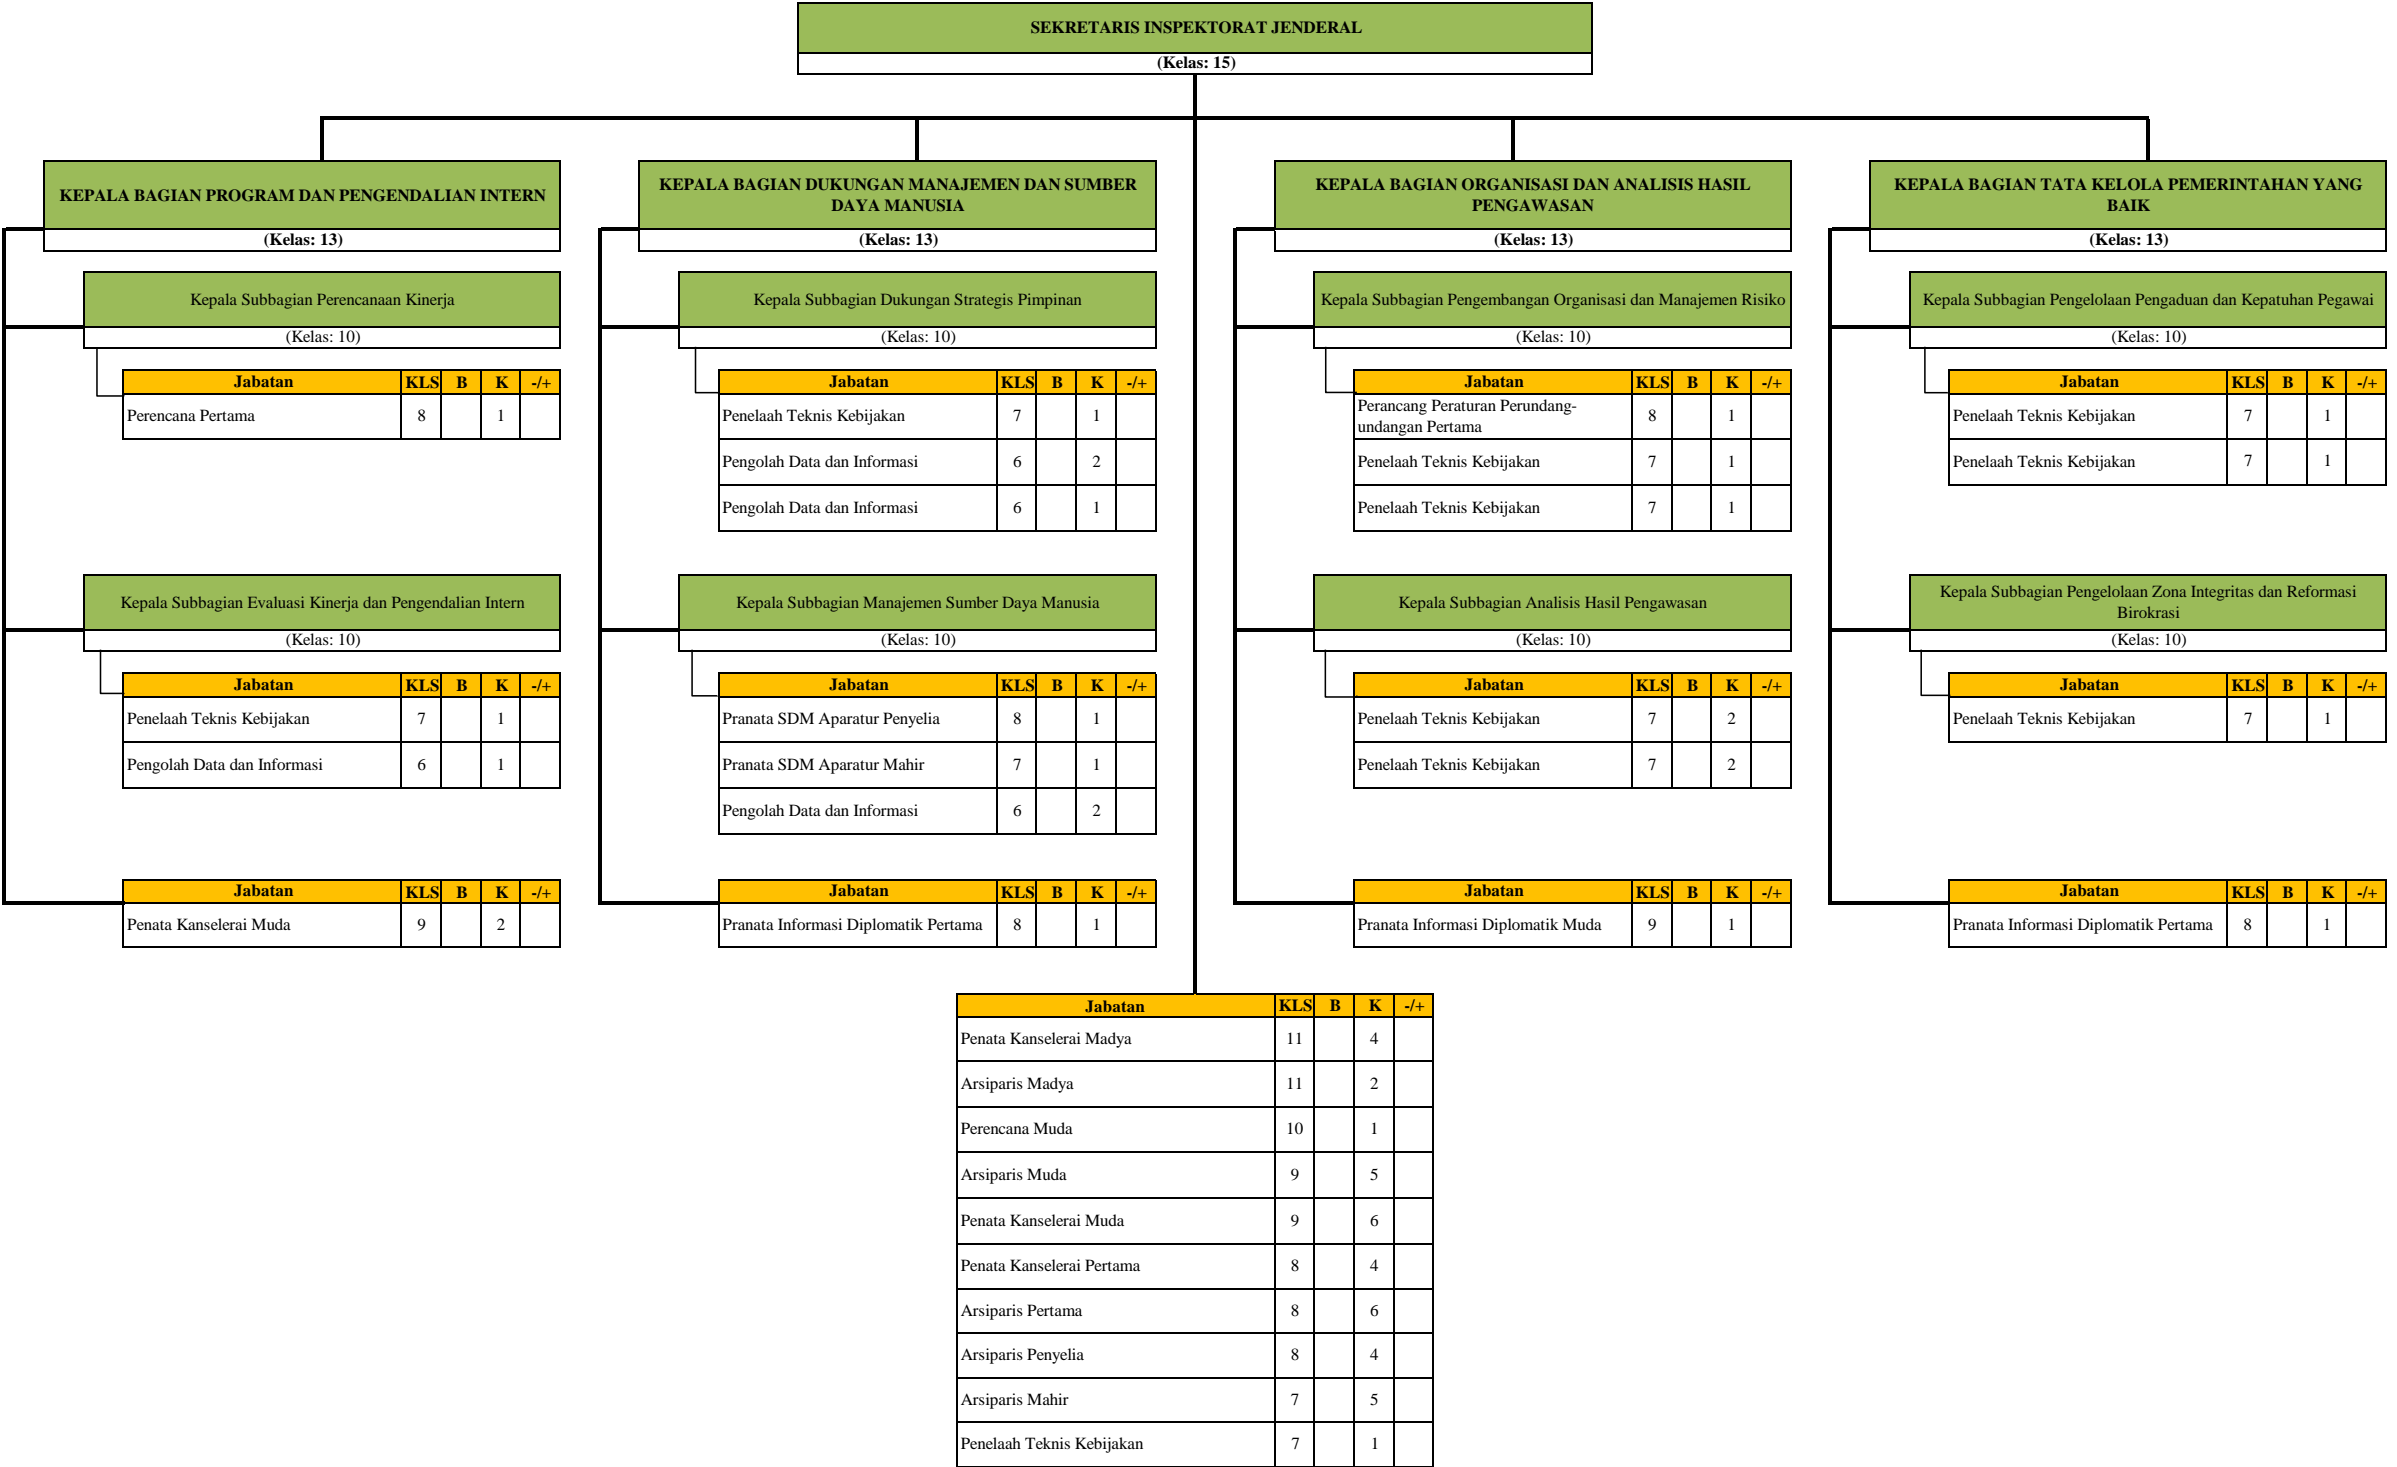 SEKRETARIS INSPEKTORAT JENDERAL
(Kelas: 15)
KEPALA BAGIAN PROGRAM DAN PENGENDALIAN INTERN
(Kelas: 13)
Kepala Subbagian Perencanaan Kinerja
(Kelas: 10)
Jabatan KLS B K -/+
Perencana Pertama 8 1
Kepala Subbagian Evaluasi Kinerja dan Pengendalian Intern
(Kelas: 10)
Jabatan KLS B K -/+
Penelaah Teknis Kebijakan 7 1
Pengolah Data dan Informasi 6 1
Jabatan KLS B K -/+
Penata Kanselerai Muda 9 2
KEPALA BAGIAN DUKUNGAN MANAJEMEN DAN SUMBER
DAYA MANUSIA
(Kelas: 13)
Kepala Subbagian Dukungan Strategis Pimpinan
(Kelas: 10)
Jabatan KLS B K -/+
Penelaah Teknis Kebijakan 7 1
Pengolah Data dan Informasi 6 2
Pengolah Data dan Informasi 6 1
Kepala Subbagian Manajemen Sumber Daya Manusia
(Kelas: 10)
Jabatan KLS B K -/+
Pranata SDM Aparatur Penyelia 8 1
Pranata SDM Aparatur Mahir 7 1
Pengolah Data dan Informasi 6 2
Jabatan KLS B K -/+
Pranata Informasi Diplomatik Pertama 8 1
KEPALA BAGIAN ORGANISASI DAN ANALISIS HASIL
PENGAWASAN
(Kelas: 13)
Kepala Subbagian Pengembangan Organisasi dan Manajemen Risiko
(Kelas: 10)
Jabatan KLS B K -/+
Perancang Peraturan Perundang-
undangan Pertama 8 1
Penelaah Teknis Kebijakan 7 1
Penelaah Teknis Kebijakan 7 1
Kepala Subbagian Analisis Hasil Pengawasan
(Kelas: 10)
Jabatan KLS B K -/+
Penelaah Teknis Kebijakan 7 2
Penelaah Teknis Kebijakan 7 2
Jabatan KLS B K -/+
Pranata Informasi Diplomatik Muda 9 1
KEPALA BAGIAN TATA KELOLA PEMERINTAHAN YANG
BAIK
(Kelas: 13)
Kepala Subbagian Pengelolaan Pengaduan dan Kepatuhan Pegawai
(Kelas: 10)
Jabatan KLS B K -/+
Penelaah Teknis Kebijakan 7 1
Penelaah Teknis Kebijakan 7 1
Kepala Subbagian Pengelolaan Zona Integritas dan Reformasi
Birokrasi
(Kelas: 10)
Jabatan KLS B K -/+
Penelaah Teknis Kebijakan 7 1
Jabatan KLS B K -/+
Pranata Informasi Diplomatik Pertama 8 1
Jabatan KLS B K -/+
Penata Kanselerai Madya 11 4
Arsiparis Madya 11 2
Perencana Muda 10 1
Arsiparis Muda 9 5
Penata Kanselerai Muda 9 6
Penata Kanselerai Pertama 8 4
Arsiparis Pertama 8 6
Arsiparis Penyelia 8 4
Arsiparis Mahir 7 5
Penelaah Teknis Kebijakan 7 1